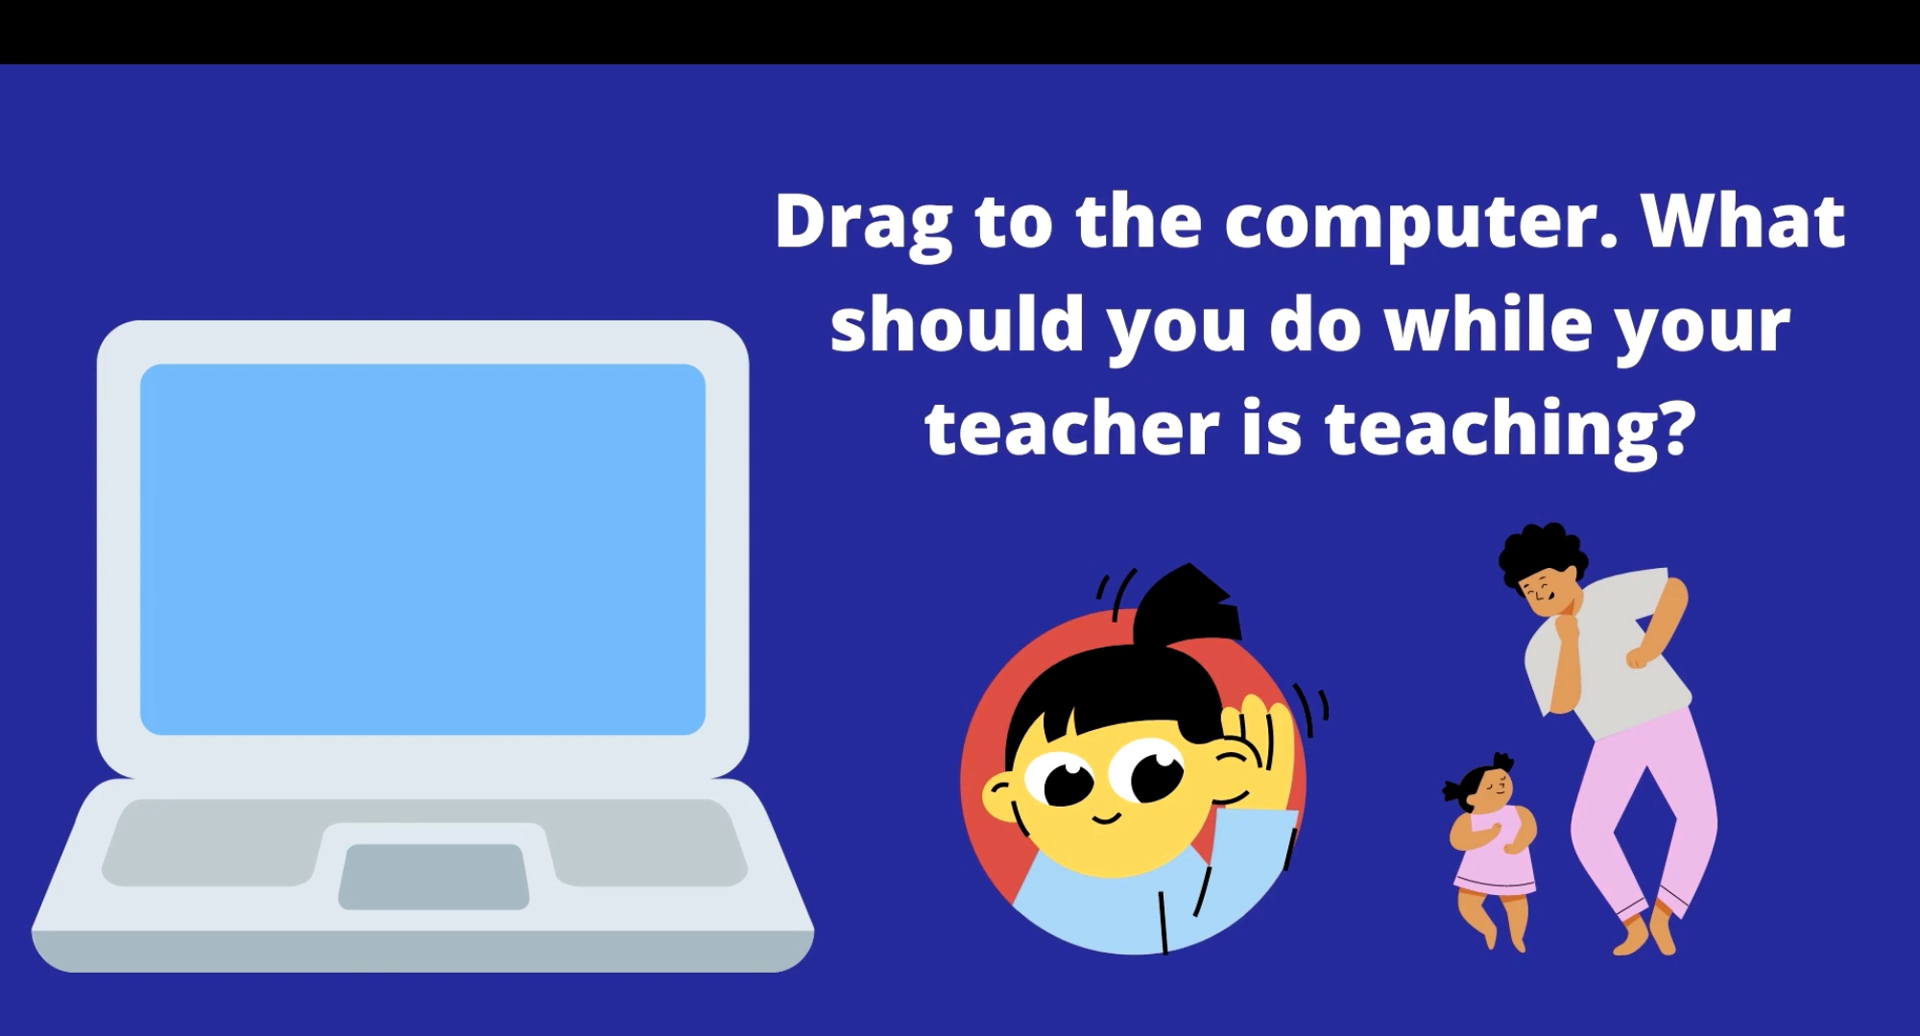 Drag to the computer. What
should you do while your
teacher is teaching?